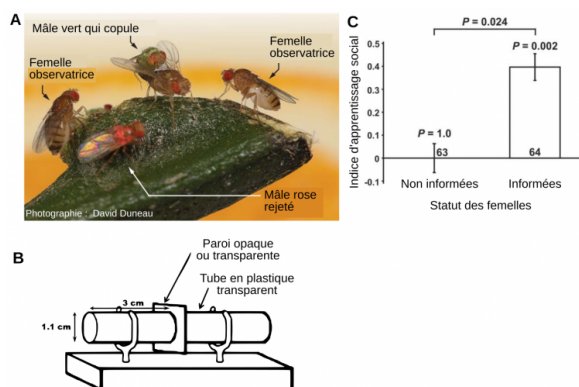 A
Mâle vert qui copule
Femelle
observatrice
Femelle
observatrice
Mâle rose
rejeté
Photographie : David Duneau
B
Paroi opaque
ou transparente
Tube en plastique
transparent
3 cm
1.1 cm
C
P = 0.024
P = 0.002
P = 1.0
Indice d'apprentissage social
0.5
0.4
0.3
0.2
0.1
0
-0.1
63
64
Non informées
Informées
Statut des femelles